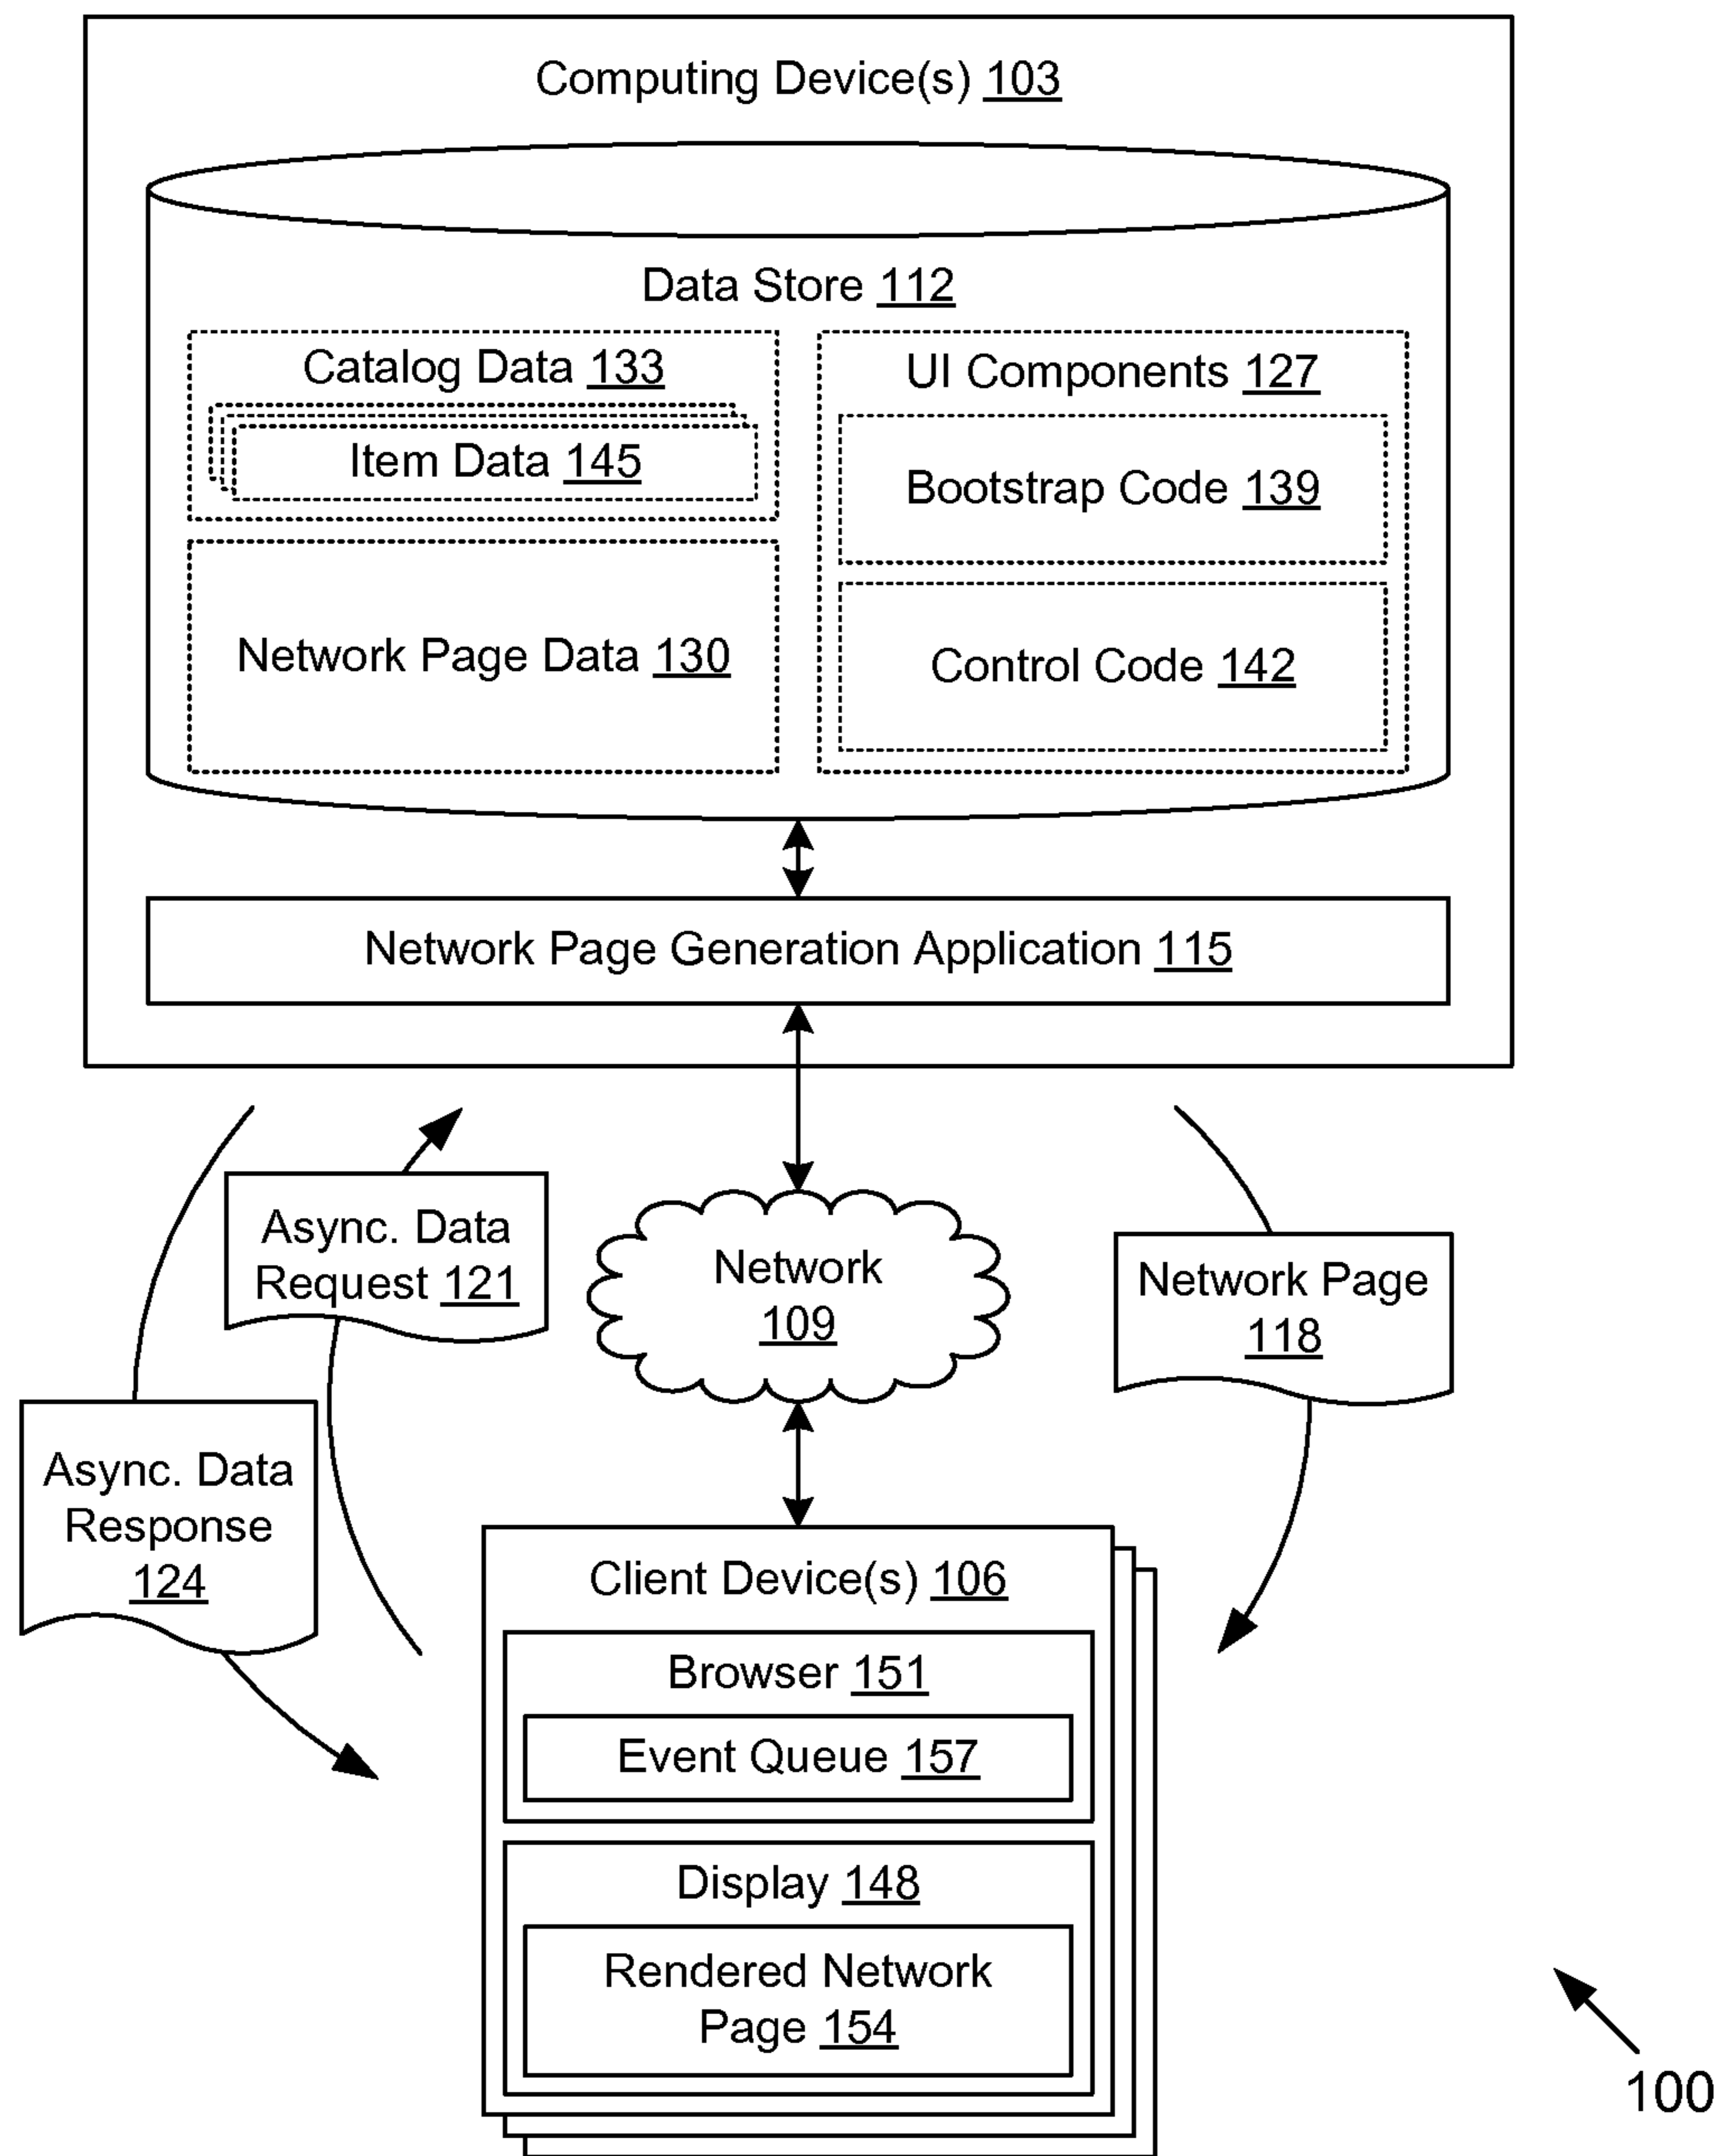 Computing Device(s) 103
Data Store 112
Catalog Data 133
Item Data 145
Network Page Data 130
UI Components 127
Bootstrap Code 139
Control Code 142
Network Page Generation Application 115
Async. Data
Request 121
Async. Data
Response
124
Network
109
Network Page
118
Client Device(s) 106
Browser 151
Event Queue 157
Display 148
Rendered Network
Page 154
100